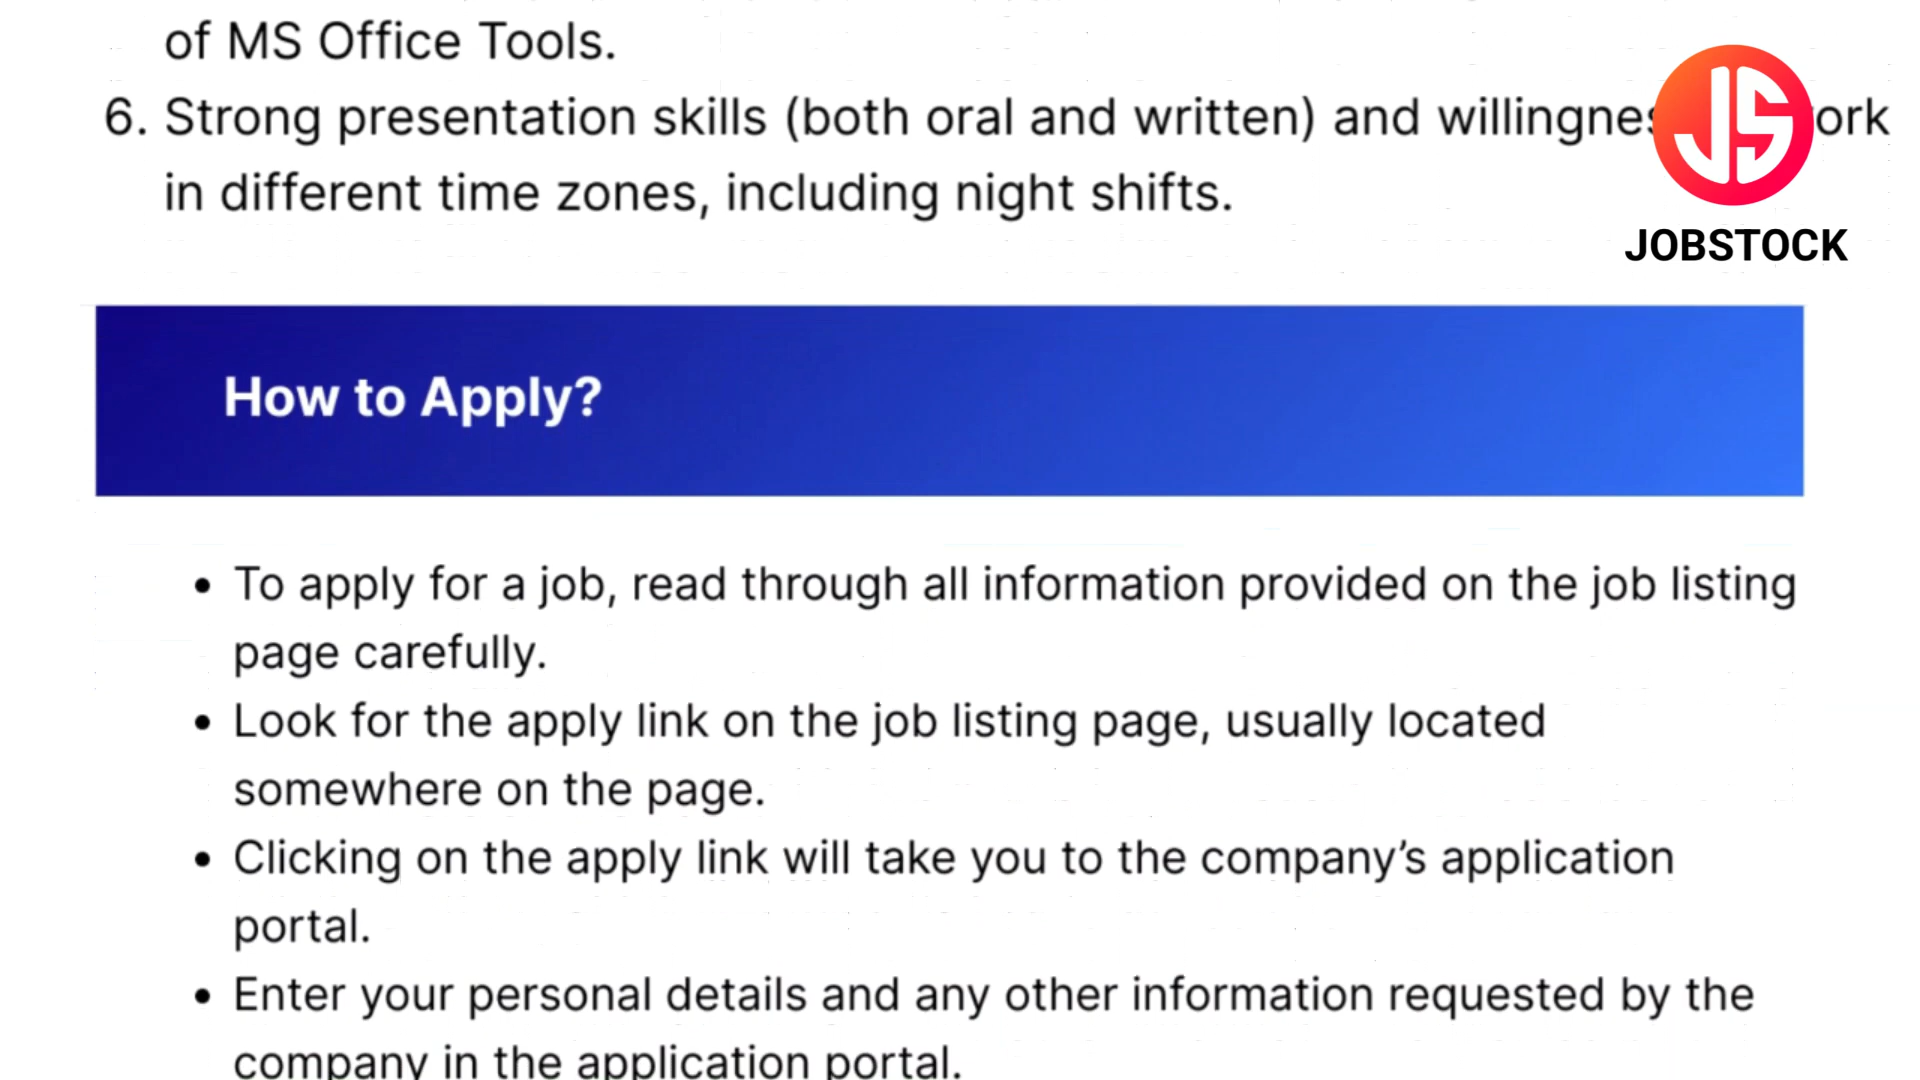 of MS Office Tools.
6. Strong presentation skills (both oral and written) and willingnes ork
in different time zones, including night shifts.
JS
JOBSTOCK
How to Apply?
• To apply for a job, read through all information provided on the job listing
page carefully.
• Look for the apply link on the job listing page, usually located
somewhere on the page.
• Clicking on the apply link will take you to the company’s application
portal.
• Enter your personal details and any other information requested by the
company in the application portal.